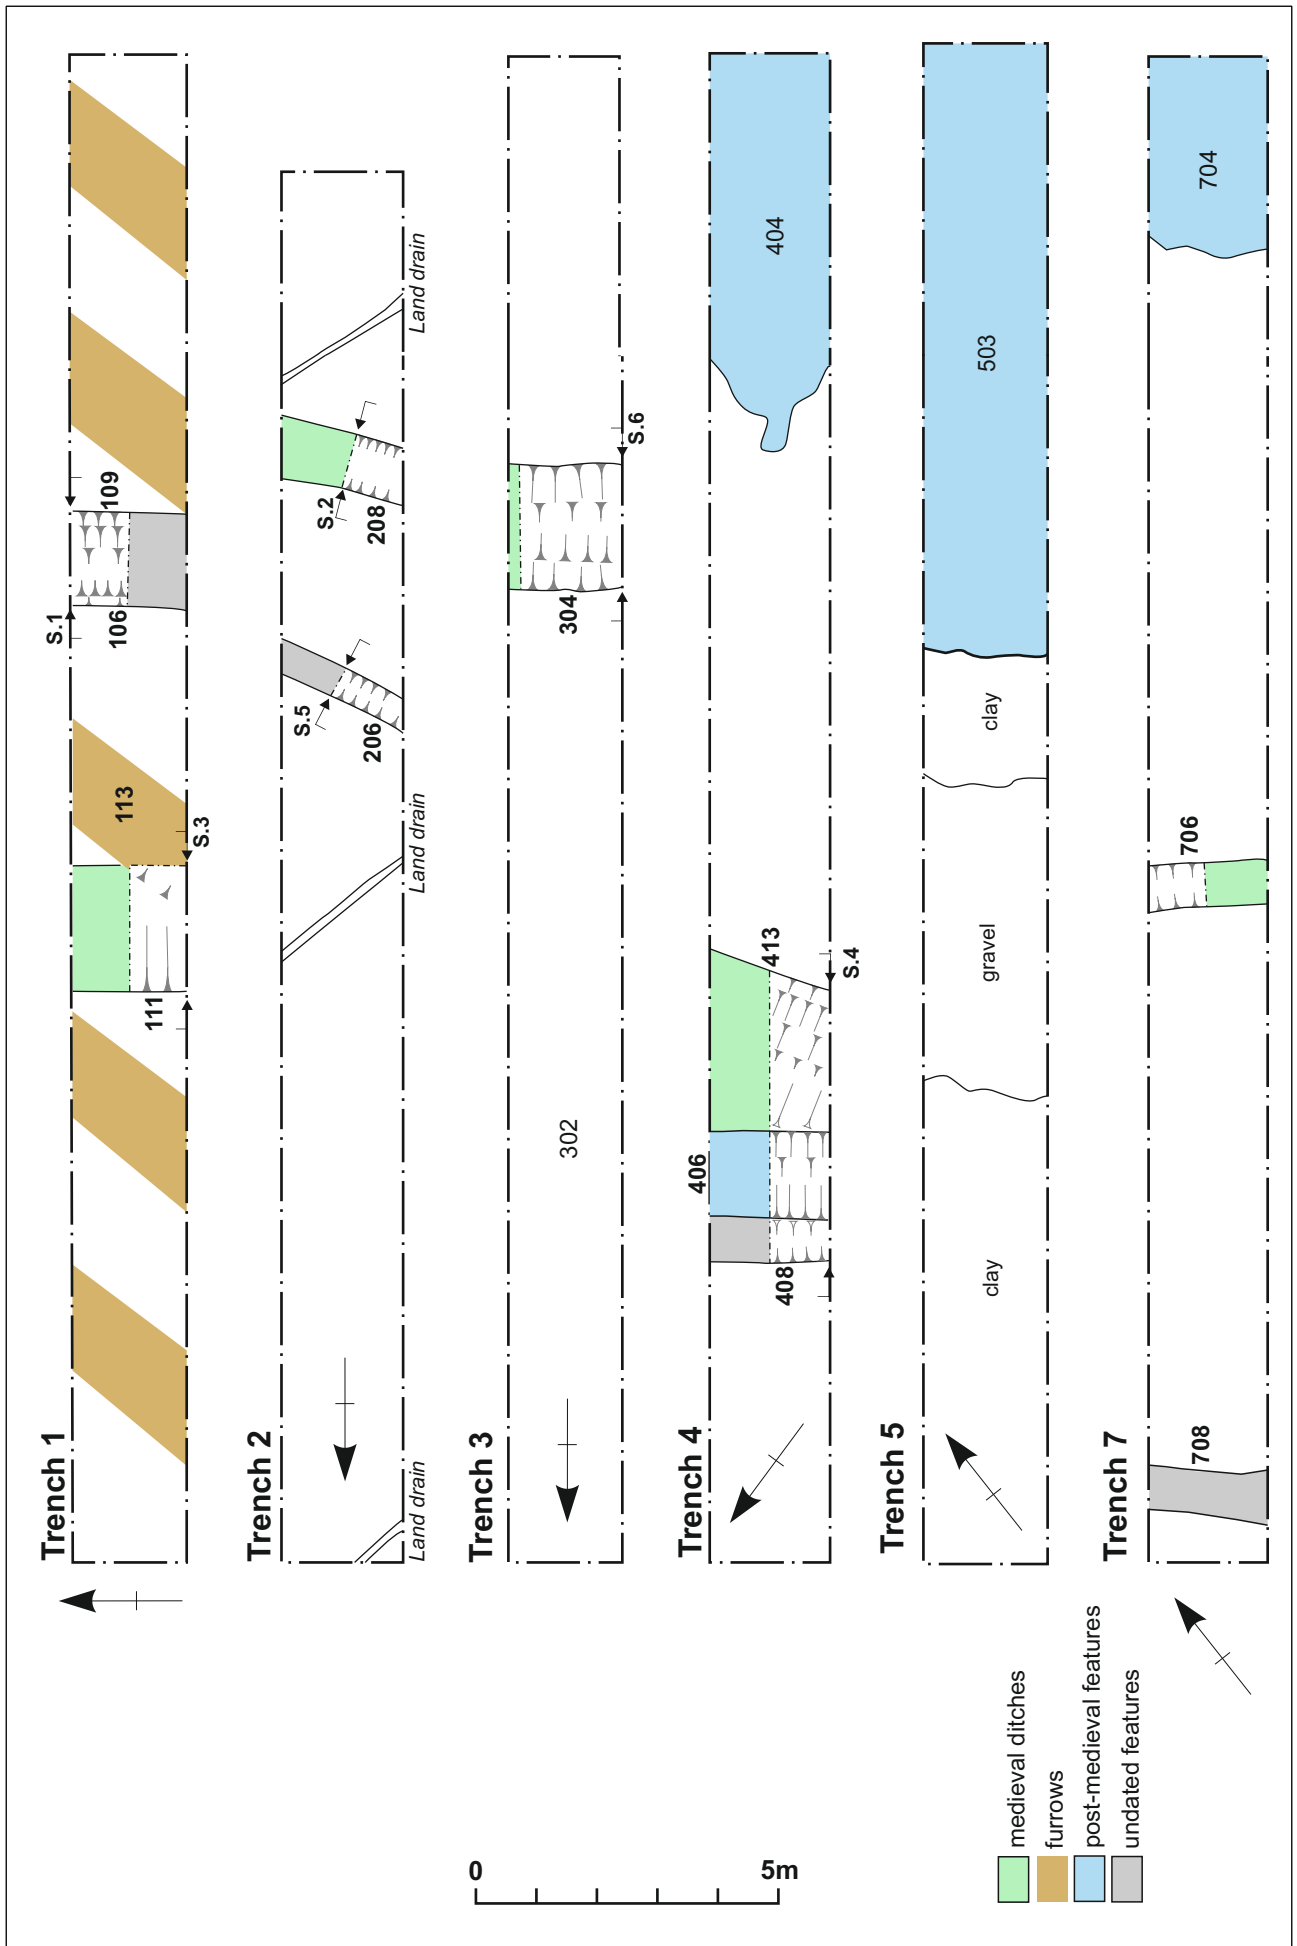 Trench 1
S.1
106
109
113
S.3
111
Trench 2
Land drain
S.2
208
S.5
206
Land drain
Land drain
Trench 3
S.6
304
302
Trench 4
404
413
S.4
406
408
Trench 5
503
clay
gravel
clay
Trench 7
704
706
708
0
5m
medieval ditches
furrows
post-medieval features
undated features